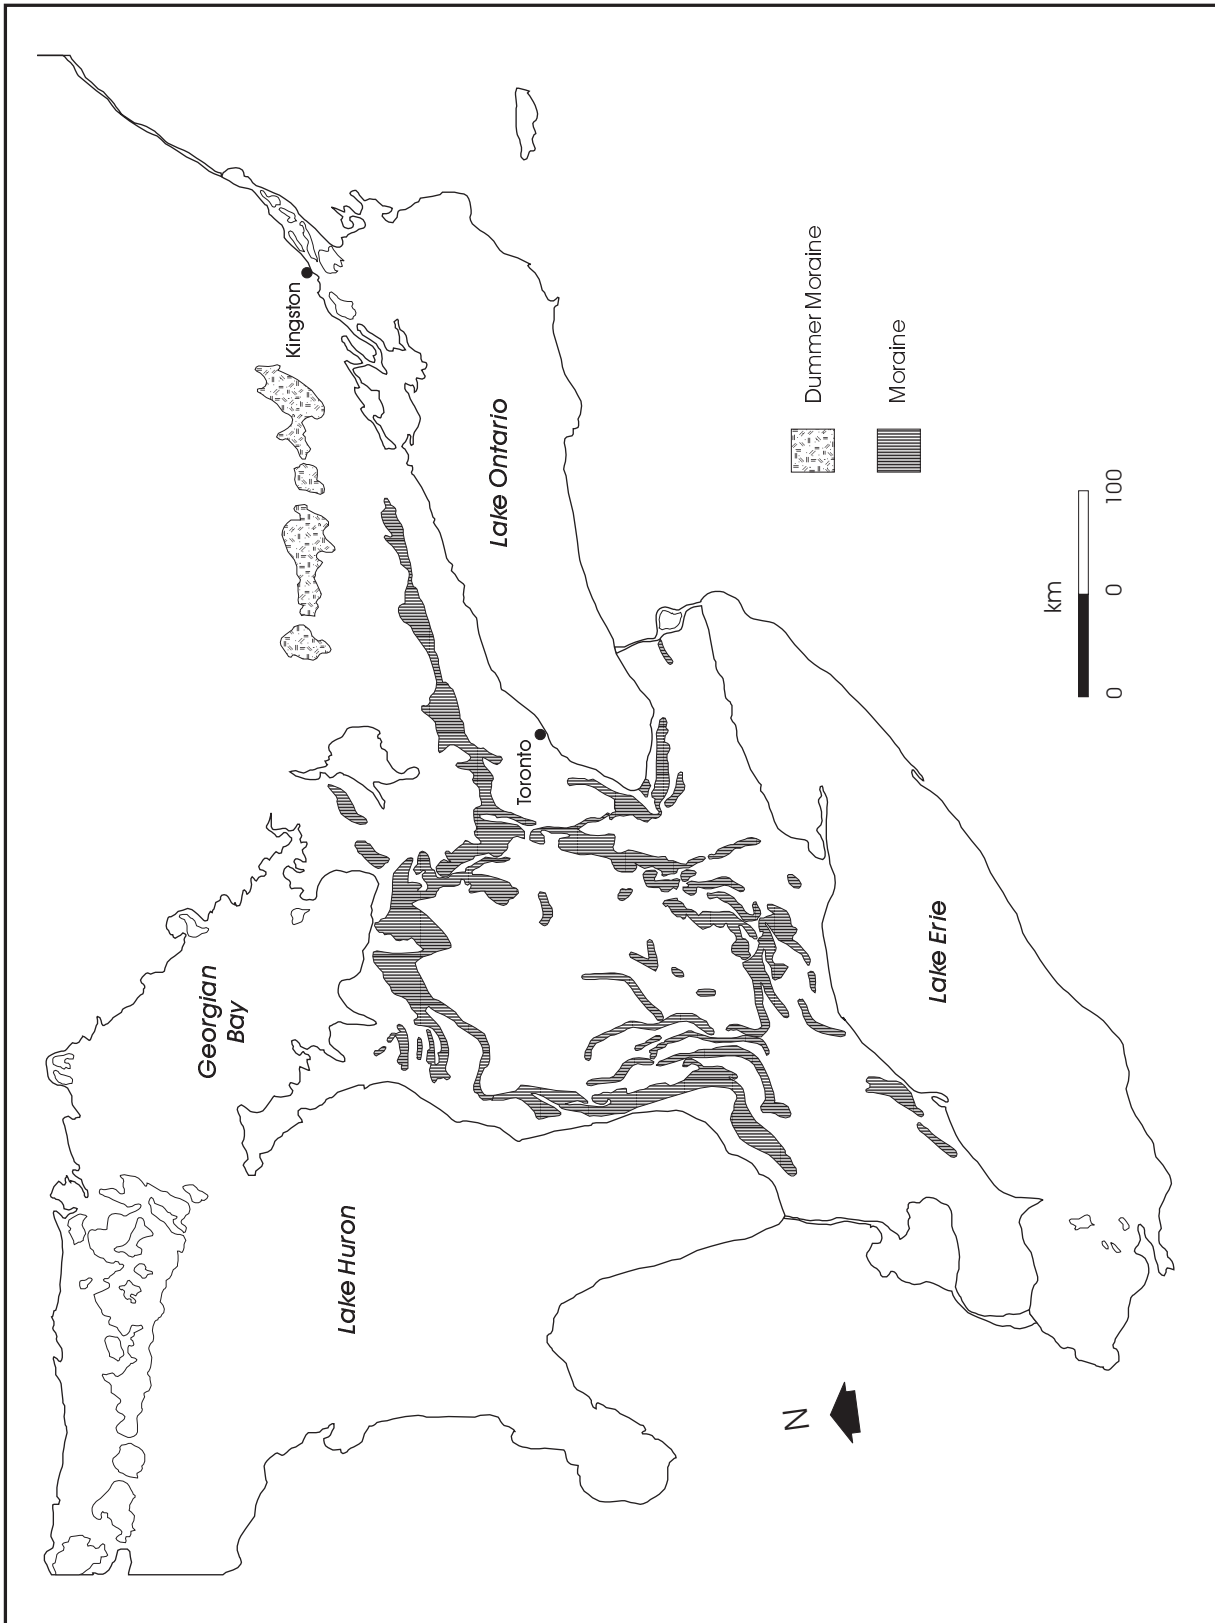 Georgian
Bay
Lake Huron
Kingston
Toronto
Lake Ontario
Lake Erie
N
Dummer Moraine
Moraine
km
0
0
100